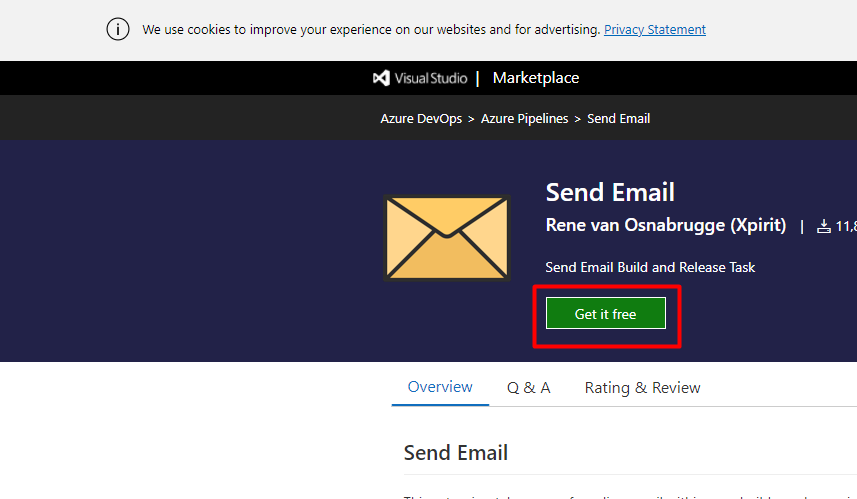 We use cookies to improve your experience on our websites and for advertising. Privacy Statement
Visual Studio | Marketplace
Azure DevOps > Azure Pipelines > Send Email
Send Email
Rene van Osnabrugge (Xpirit) | 11,8
Send Email Build and Release Task
Get it free
Overview Q & A Rating & Review
Send Email